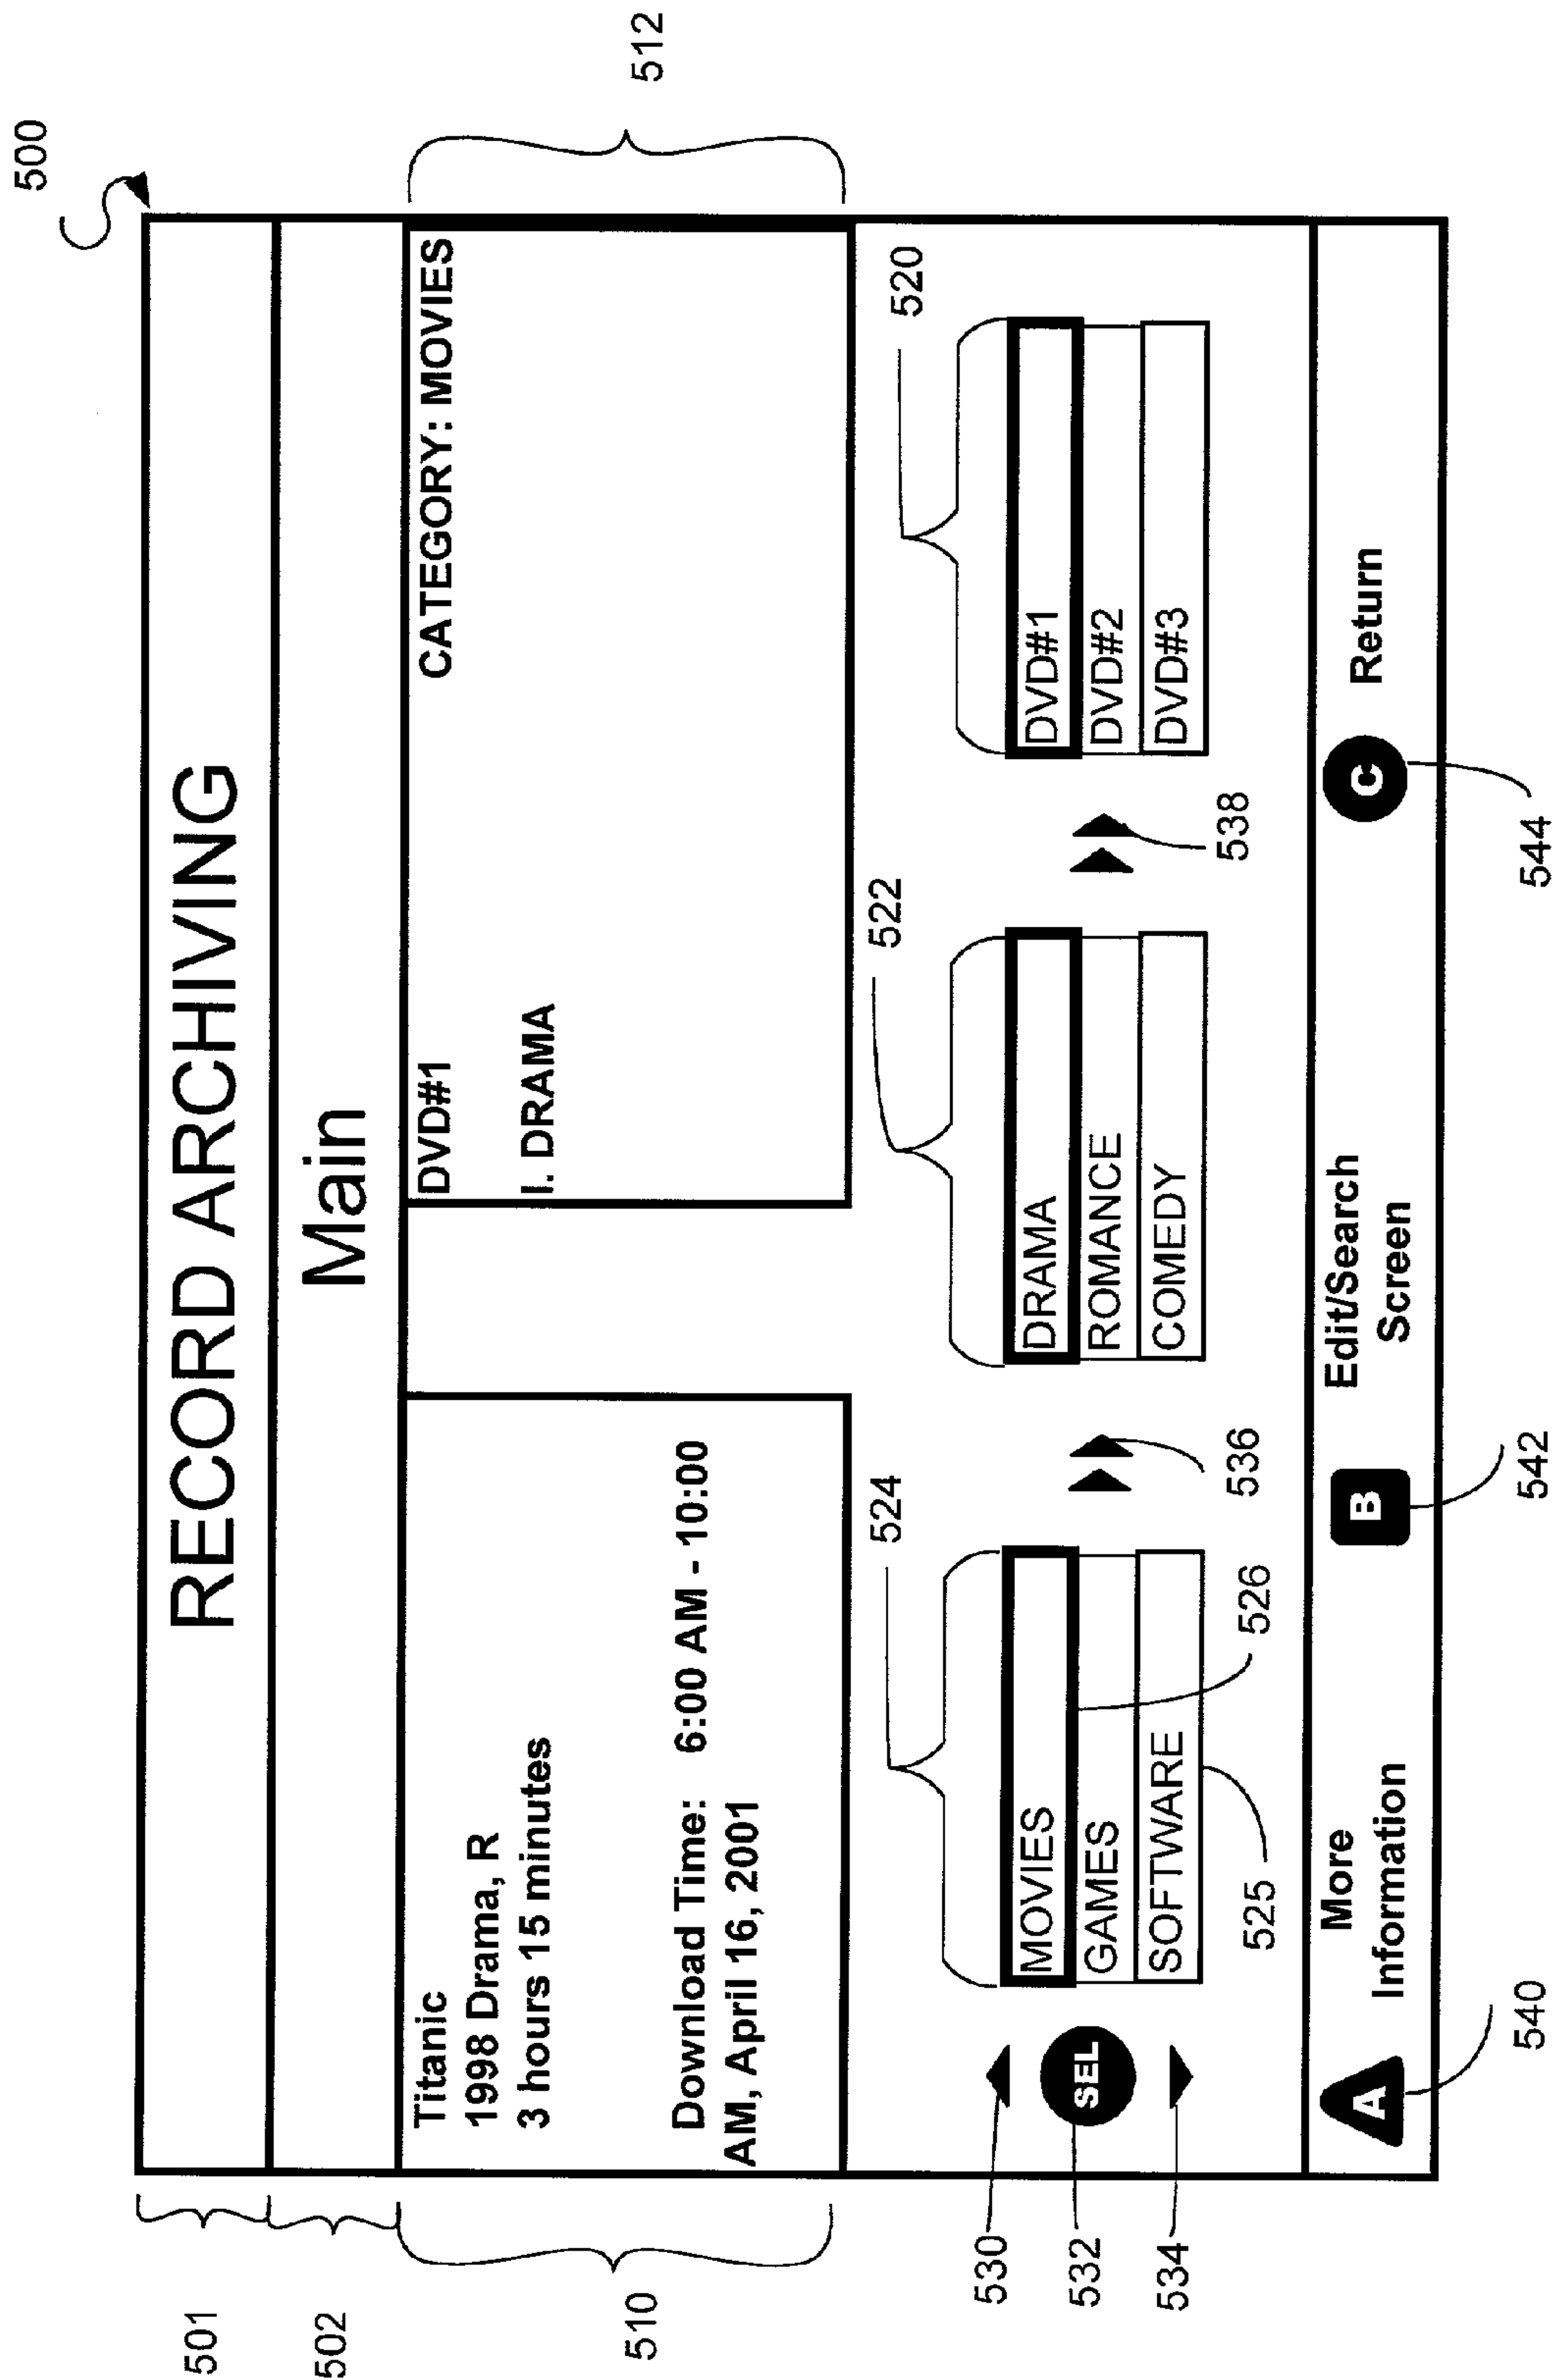 500
501
RECORD ARCHIVING
502
Main
510
Titanic
1998 Drama, R
3 hours 15 minutes
Download Time: 6:00 AM - 10:00
AM, April 16, 2001
DVD#1 CATEGORY: MOVIES
I. DRAMA
512
524
522
520
530
532
534
SEL
MOVIES
GAMES
SOFTWARE
525
526
536
DRAMA
ROMANCE
COMEDY
538
DVD#1
DVD#2
DVD#3
A
More
Information
B
Edit/Search
Screen
C
Return
540
542
544